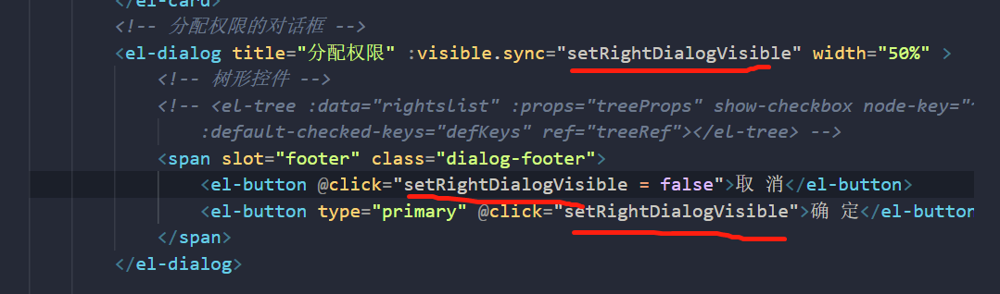 </el-card>
<!-- 分配权限的对话框 -->
<el-dialog title="分配权限" :visible.sync="setRightDialogVisible" width="50%" >
<!-- 树形控件 -->
<!-- <el-tree :data="rightslist" :props="treeProps" show-checkbox node-key="
:default-checked-keys="defKeys" ref="treeRef"></el-tree> -->
<span slot="footer" class="dialog-footer">
<el-button @click="setRightDialogVisible = false">取 消</el-button>
<el-button type="primary" @click="setRightDialogVisible">确 定</el-button
</span>
</el-dialog>